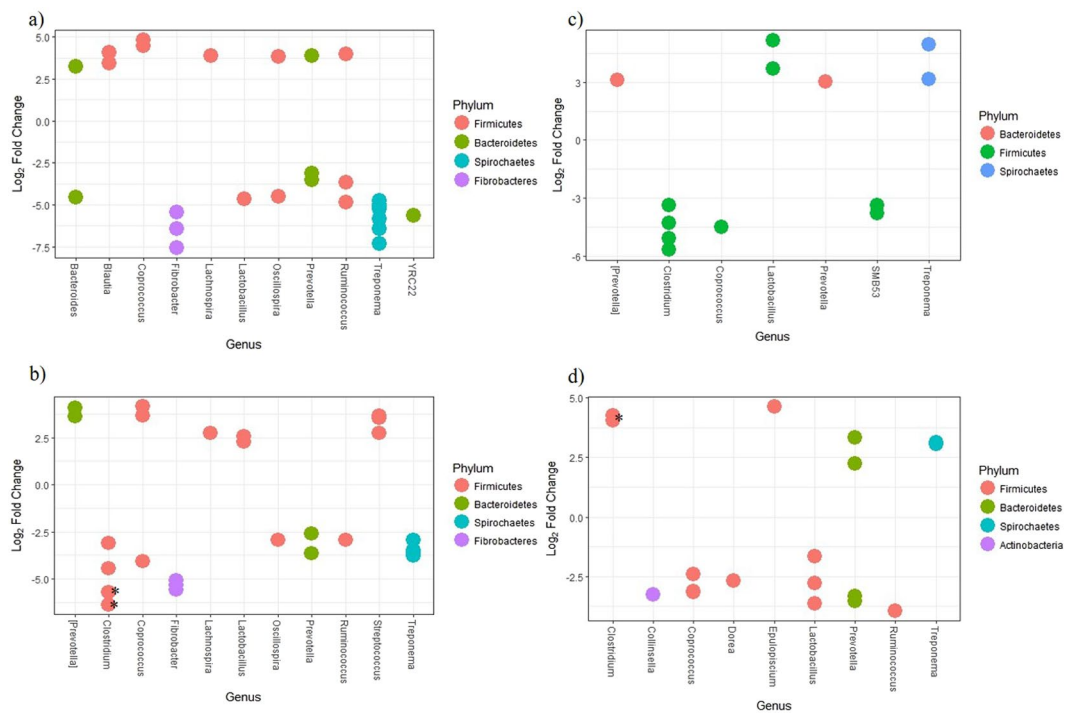 a)
Log2 Fold Change
5.0
2.5
0.0
-2.5
-5.0
-7.5
Bacteroides
Blautia
Coprococcus
Fibrobacter
Lachnospira
Lactobacillus
Oscillospira
Prevotella
Ruminococcus
Treponema
YRC22
Genus
Phylum
Firmicutes
Bacteroidetes
Spirochaetes
Fibrobacteres
c)
Log2 Fold Change
3
0
-3
-6
[Prevotella]
Clostridium
Coprococcus
Lactobacillus
Prevotella
SMB53
Treponema
Genus
Phylum
Bacteroidetes
Firmicutes
Spirochaetes
b)
Log2 Fold Change
2.5
0.0
-2.5
-5.0
*
*
[Prevotella]
Clostridium
Coprococcus
Fibrobacter
Lachnospira
Lactobacillus
Oscillospira
Prevotella
Ruminococcus
Streptococcus
Treponema
Genus
Phylum
Firmicutes
Bacteroidetes
Spirochaetes
Fibrobacteres
d)
Log2 Fold Change
5.0
2.5
0.0
-2.5
*
Clostridium
Collinsella
Coprococcus
Dorea
Epulopiscium
Lactobacillus
Prevotella
Ruminococcus
Treponema
Genus
Phylum
Firmicutes
Bacteroidetes
Spirochaetes
Actinobacteria